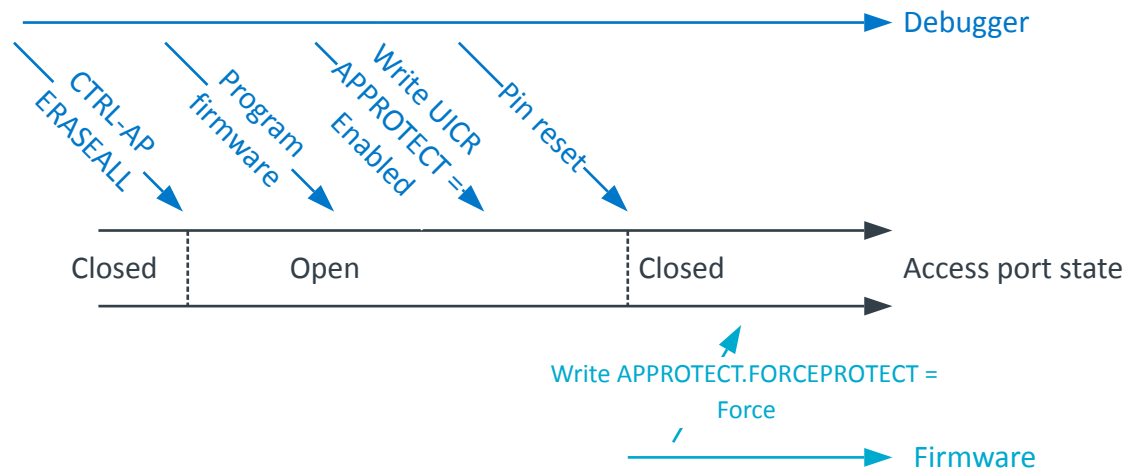 Debugger
CTRL-AP
ERASEALL
Program
firmware
Write UICR
APPROTECT =
Enabled
Pin reset
Closed
Open
Closed
Access port state
Write APPROTECT.FORCEPROTECT =
Force
Firmware